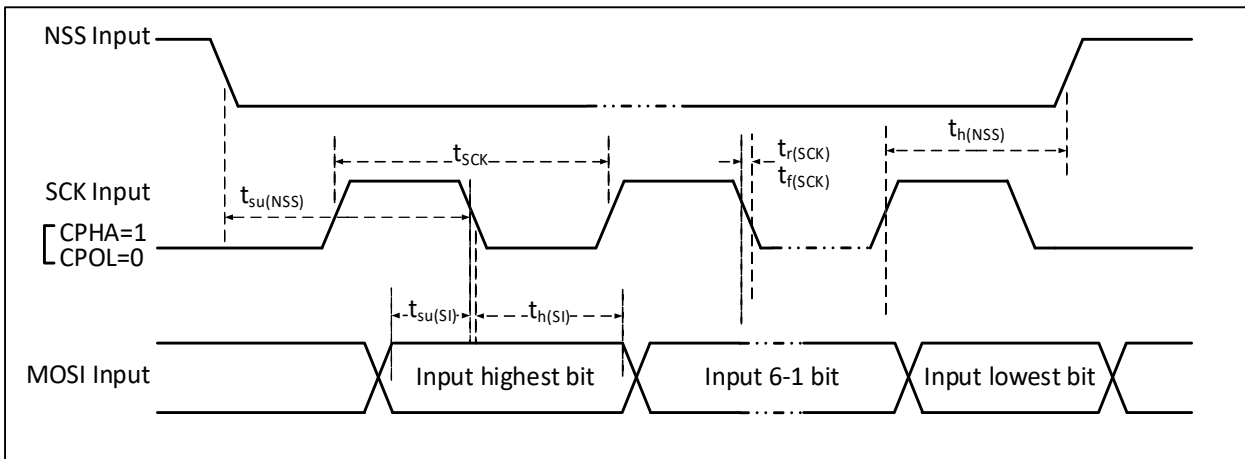 NSS Input
t_h(NSS)
t_SCK
t_r(SCK)
t_f(SCK)
SCK Input
t_su(NSS)
CPHA=1
CPOL=0
t_su(SI)
t_h(SI)
MOSI Input
Input highest bit
Input 6-1 bit
Input lowest bit